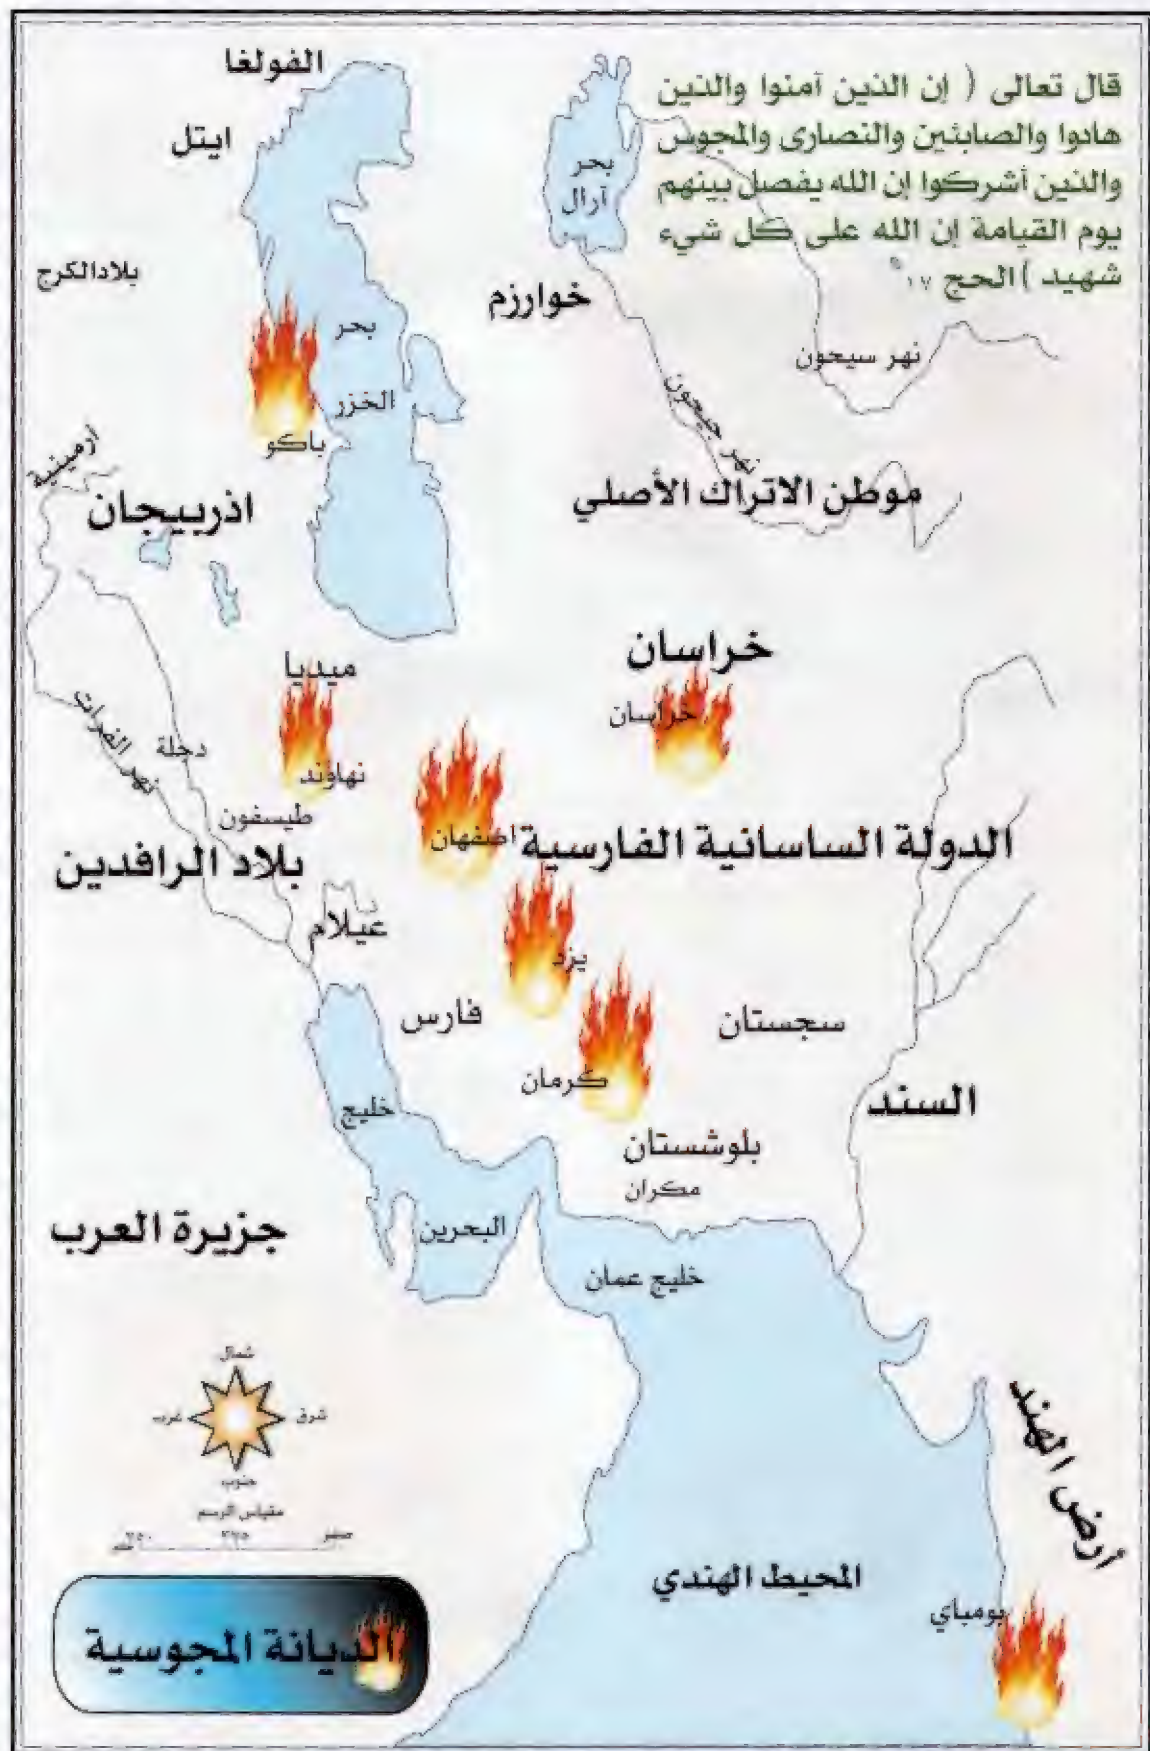 قال تعالى ( إن الذين آمنوا والذين
هادوا والصابئين والنصارى والمجوس
والذين أشركوا إن الله يفصل بينهم
يوم القيامة إن الله على كل شيء
شهيد ) الحج ١٧
الفولغا
ايتل
بحر
آرال
بلادالكرج
خوارزم
بحر
الخزر
نهر سيحون
نهر جيحون
باكو
ارمينية
اذربيجان
موطن الاتراك الأصلي
خراسان
خراسان
ميديا
نهاوند
دجلة
نهر الفرات
طيسفون
بلاد الرافدين
اصفهان
الدولة الساسانية الفارسية
عيلام
يزد
فارس
سجستان
كرمان
السند
خليج
بلوشستان
مكران
البحرين
جزيرة العرب
خليج عمان
شمال
شرق
غرب
جنوب
مقياس الرسم
صفر
أرض الهند
المحيط الهندي
بومباي
الديانة المجوسية